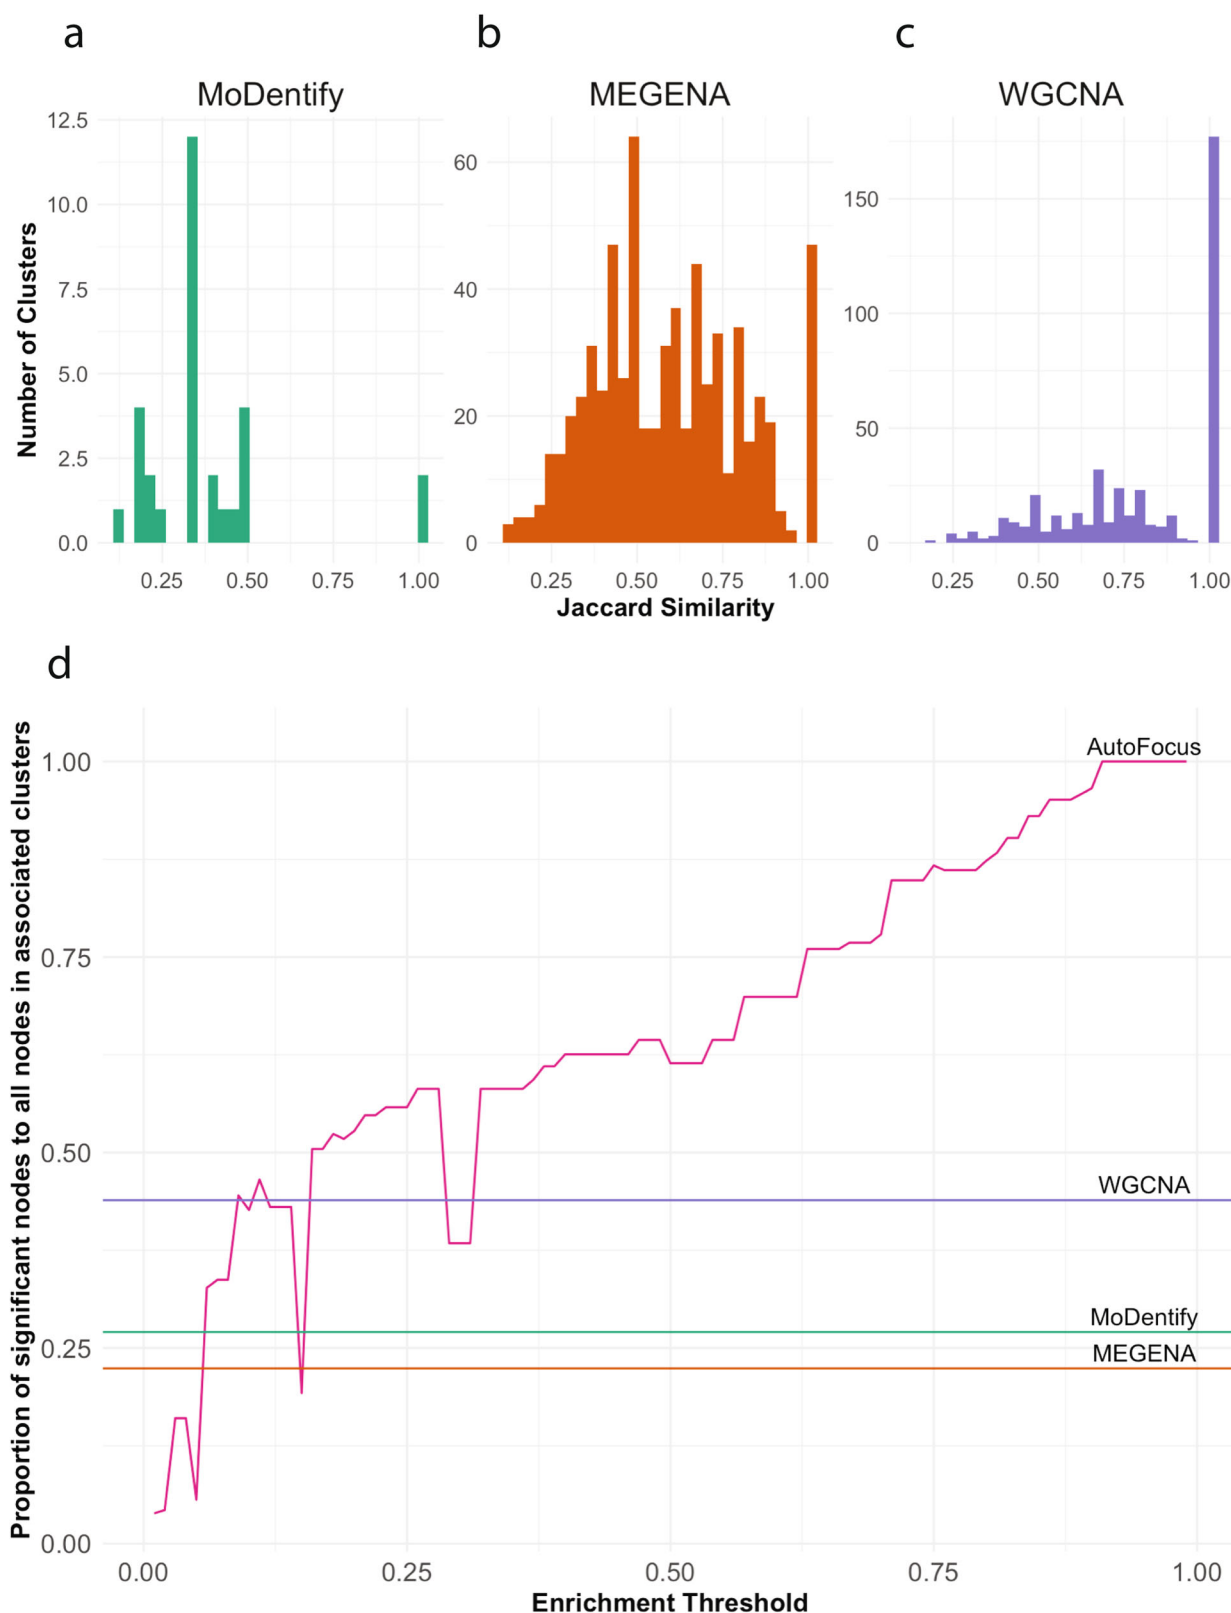 a
b
c
MoDentify
MEGENA
WGCNA
Number of Clusters
12.5
10.0
7.5
5.0
2.5
0.0
0.25
0.50
0.75
1.00
60
40
20
0
0.25
0.50
0.75
1.00
150
100
50
0
0.25
0.50
0.75
1.00
Jaccard Similarity
d
Proportion of significant nodes to all nodes in associated clusters
1.00
0.75
0.50
0.25
0.00
AutoFocus
WGCNA
MoDentify
MEGENA
0.00
0.25
0.50
0.75
1.00
Enrichment Threshold